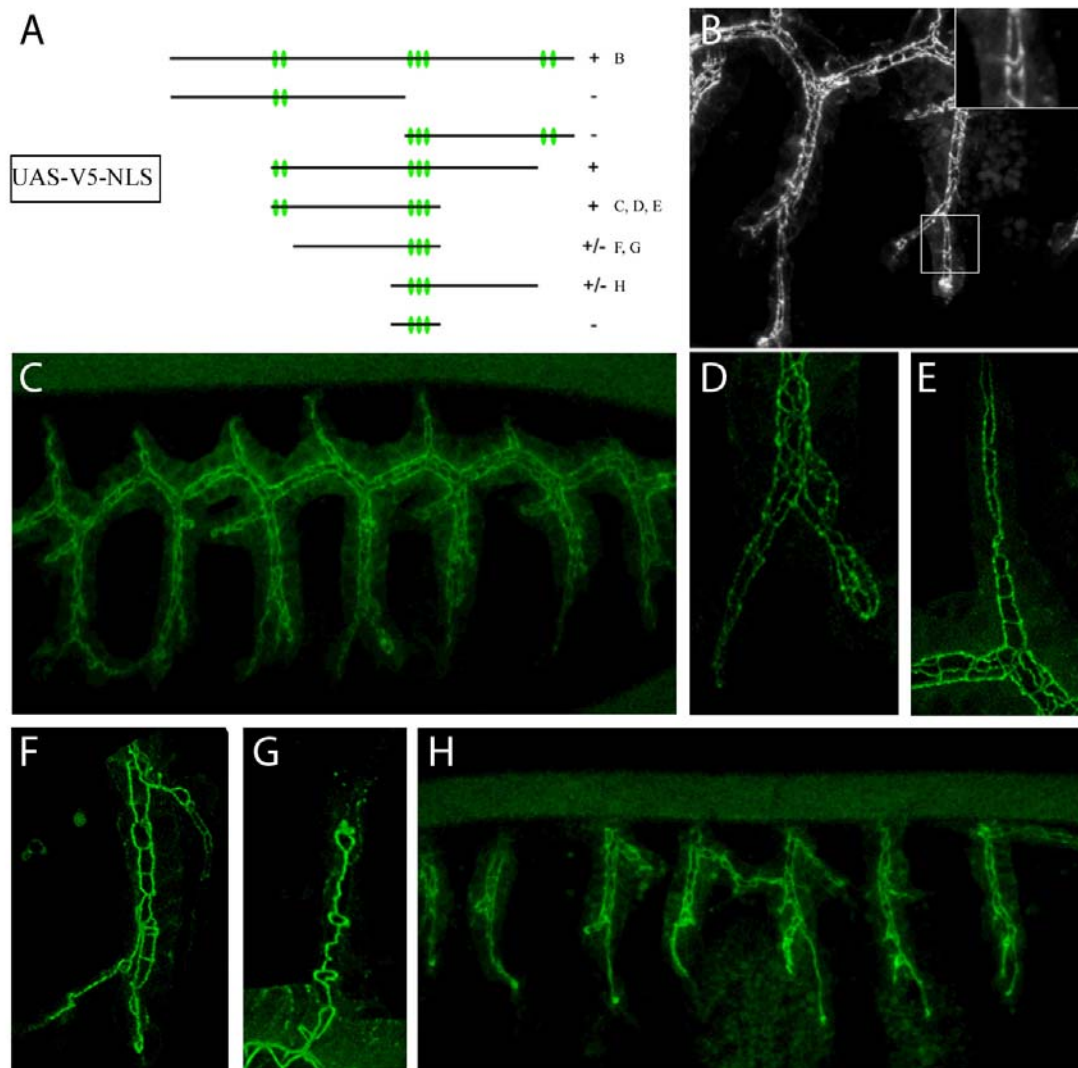 A
+ B
-
-
UAS-V5-NLS
+
+ C, D, E
+/- F, G
+/- H
-
B
C
D
E
F
G
H